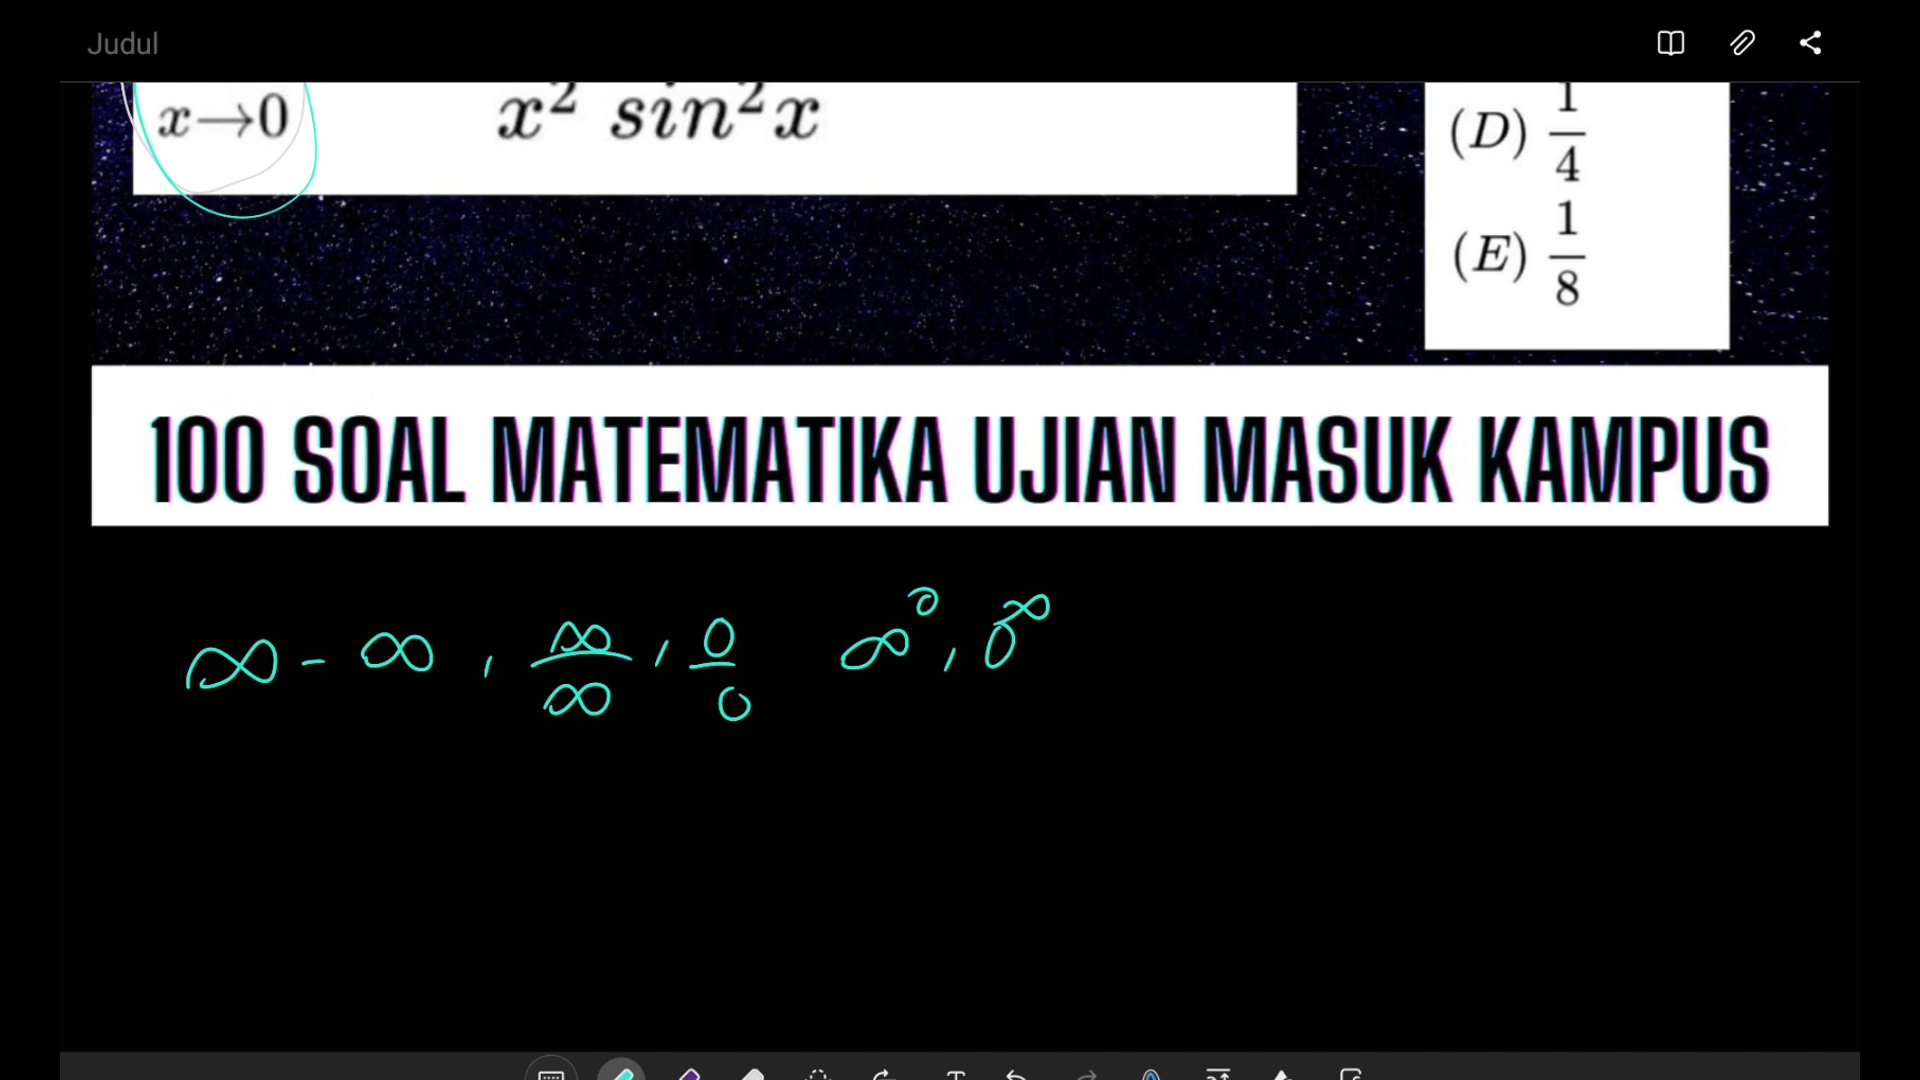 Judul
x→0 x² sin²x
(D) 1/4
(E) 1/8
100 SOAL MATEMATIKA UJIAN MASUK KAMPUS
∞ - ∞ , ∞/∞ , 0/0 ∞⁰ , 0^∞